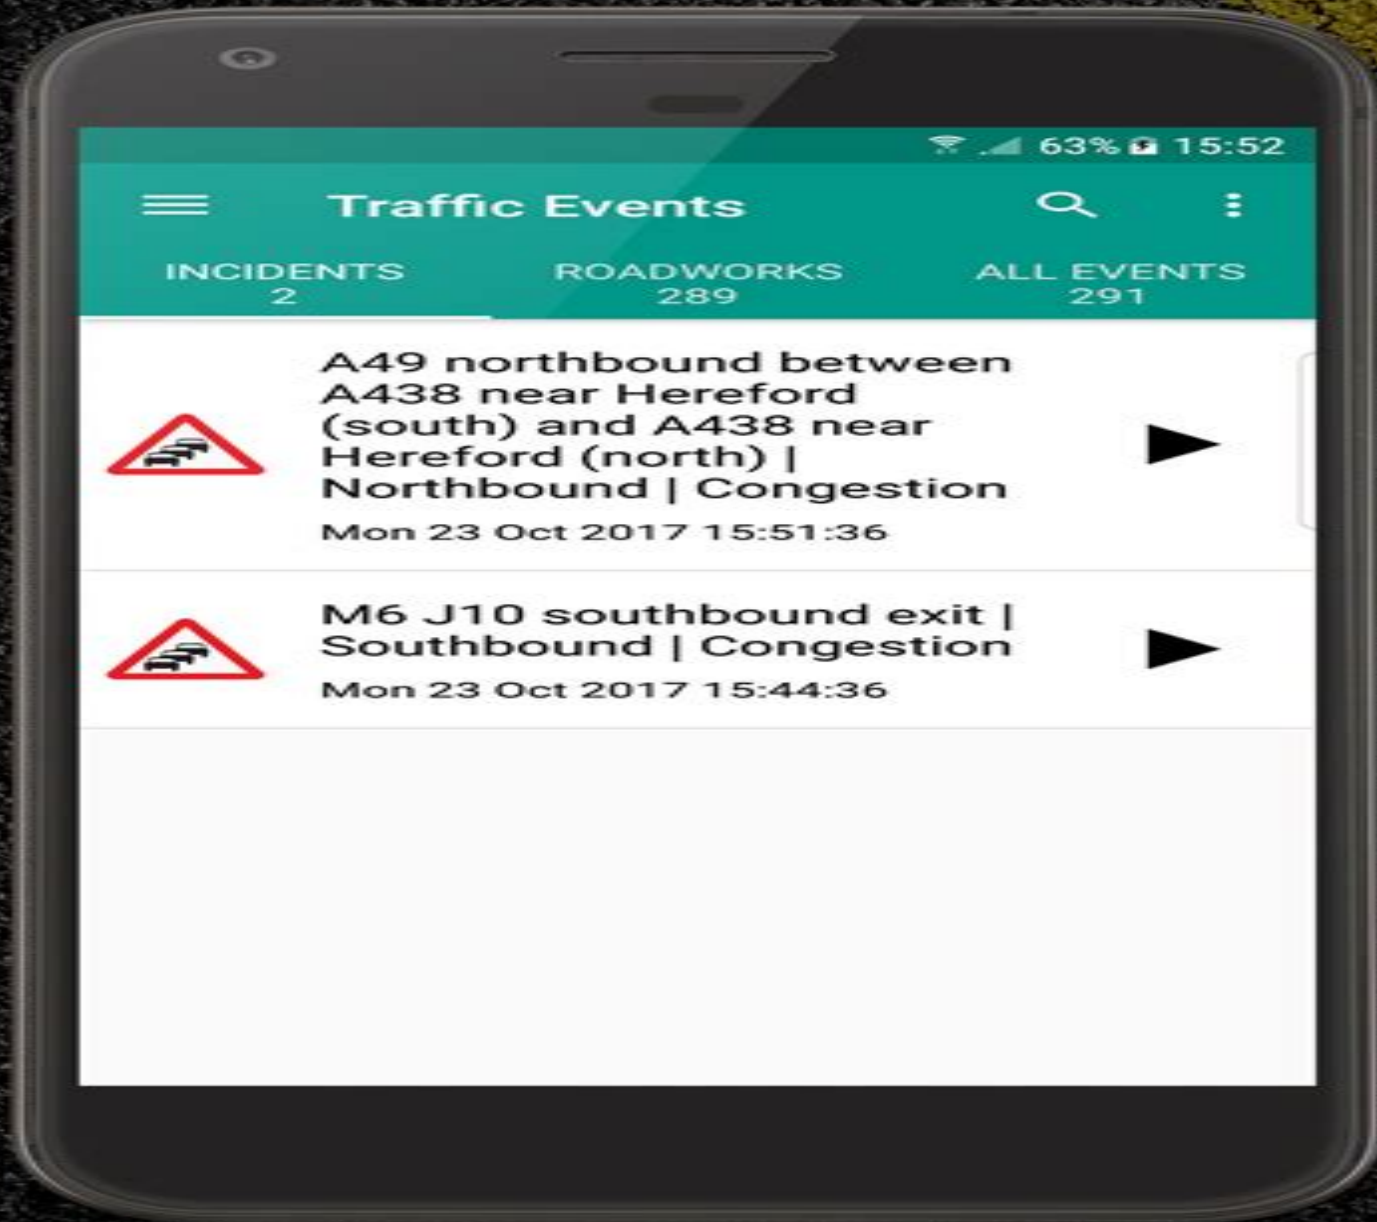 63% 15:52
Traffic Events
INCIDENTS
2
ROADWORKS
289
ALL EVENTS
291
A49 northbound between
A438 near Hereford
(south) and A438 near
Hereford (north) |
Northbound | Congestion
Mon 23 Oct 2017 15:51:36
M6 J10 southbound exit |
Southbound | Congestion
Mon 23 Oct 2017 15:44:36